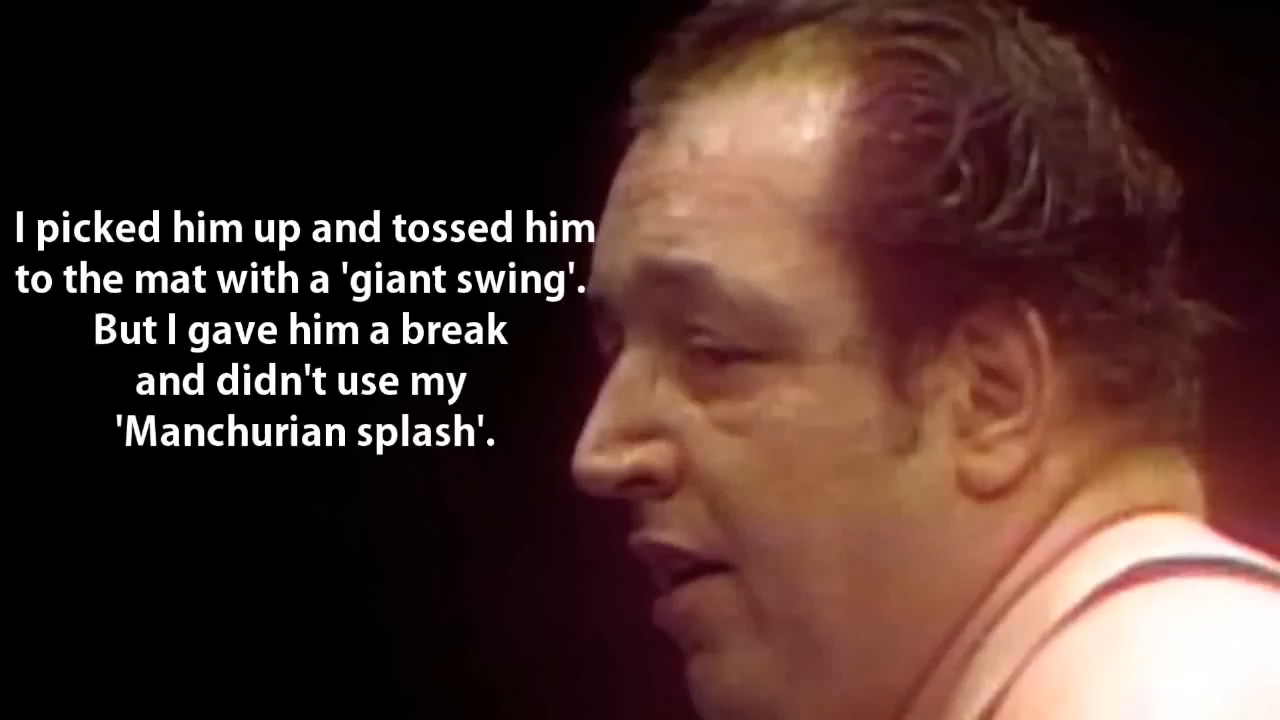 I picked him up and tossed him
to the mat with a 'giant swing'.
But I gave him a break
and didn't use my
'Manchurian splash'.